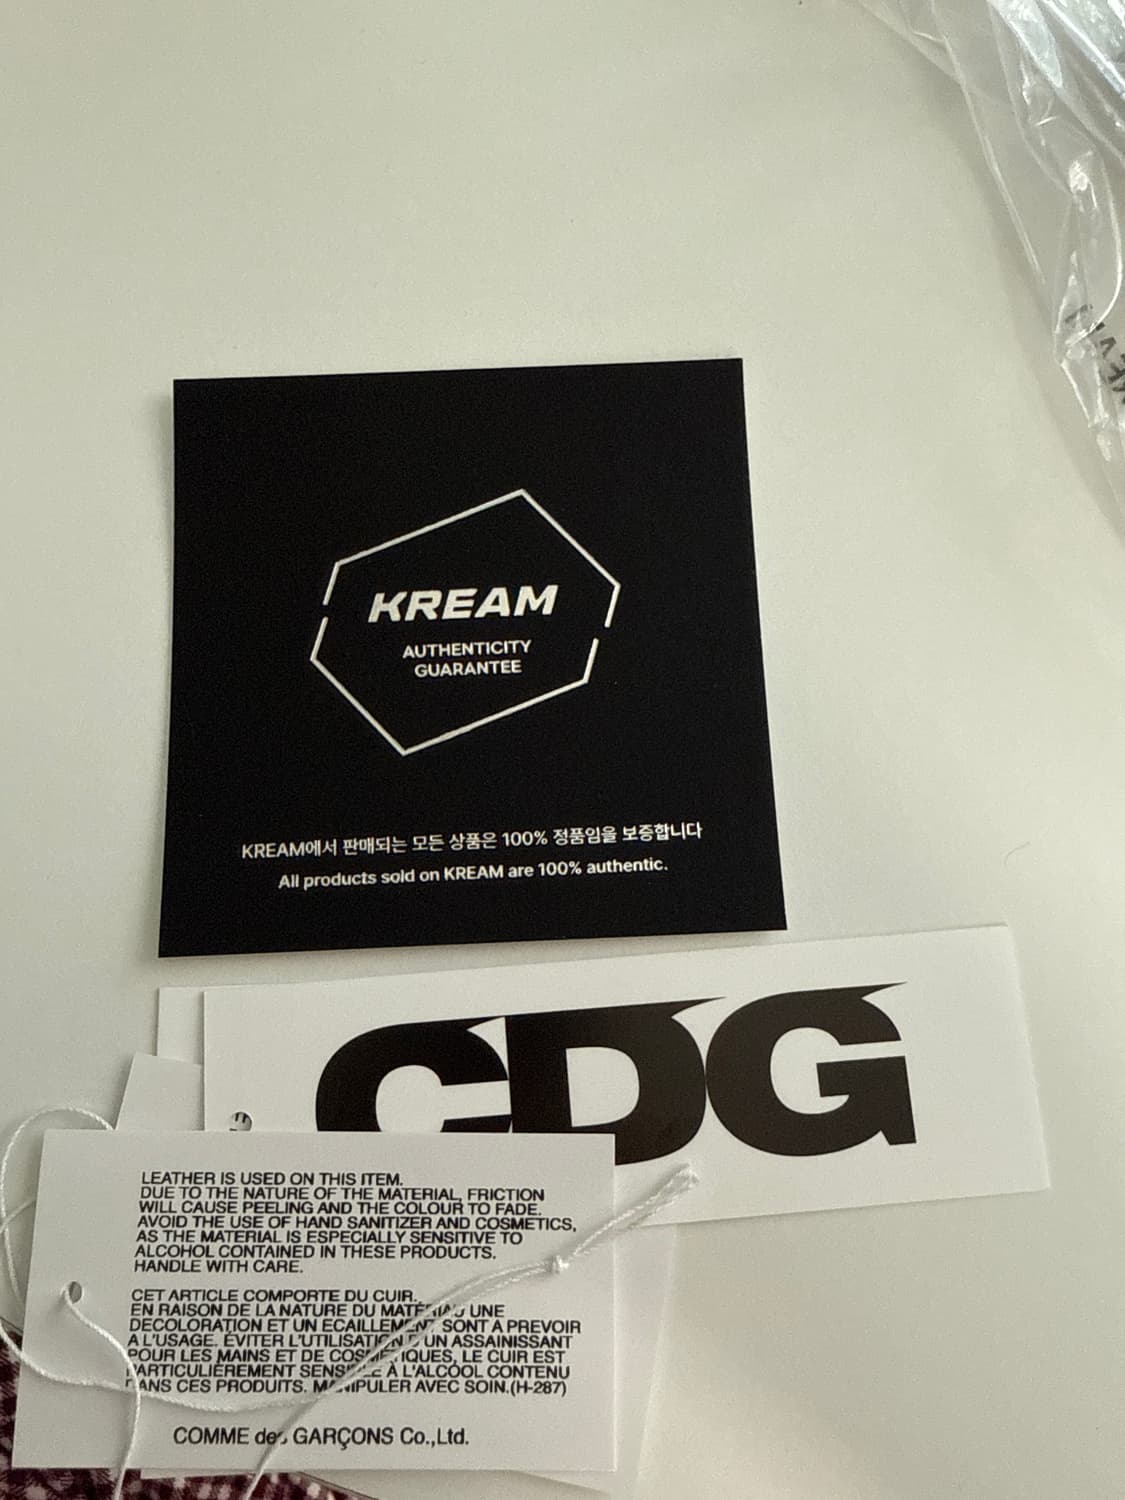 KREAM
AUTHENTICITY
GUARANTEE
KREAM에서 판매되는 모든 상품은 100% 정품임을 보증합니다
All products sold on KREAM are 100% authentic.
CDG
LEATHER IS USED ON THIS ITEM.
DUE TO THE NATURE OF THE MATERIAL, FRICTION
WILL CAUSE PEELING AND THE COLOUR TO FADE.
AVOID THE USE OF HAND SANITIZER AND COSMETICS,
AS THE MATERIAL IS ESPECIALLY SENSITIVE TO
ALCOHOL CONTAINED IN THESE PRODUCTS.
HANDLE WITH CARE.
CET ARTICLE COMPORTE DU CUIR.
EN RAISON DE LA NATURE DU MATÉRIAU UNE
DECOLORATION ET UN ECAILLEMENT SONT A PREVOIR
A L'USAGE. ÉVITER L'UTILISATION D'UN ASSAINISSANT
POUR LES MAINS ET DE COSMETIQUES, LE CUIR EST
PARTICULIÈREMENT SENSIBLE À L'ALCOOL CONTENU
DANS CES PRODUITS. MANIPULER AVEC SOIN.(H-287)
COMME des GARÇONS Co.,Ltd.